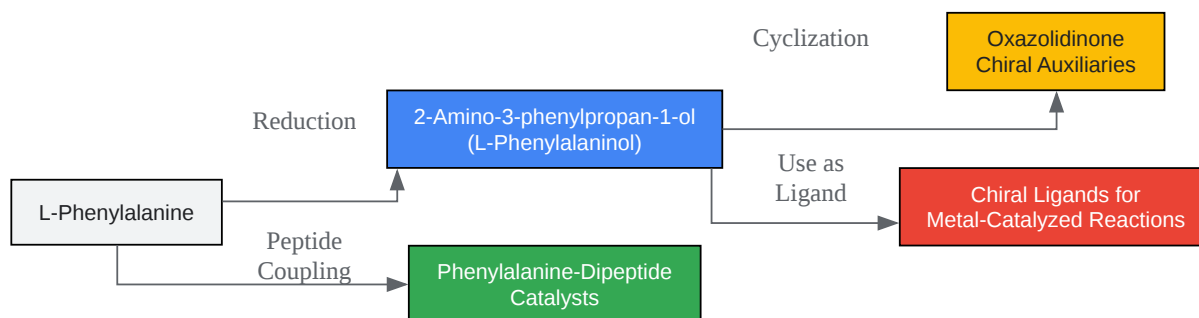 Cyclization
Oxazolidinone
Chiral Auxiliaries
Reduction
2-Amino-3-phenylpropan-1-ol
(L-Phenylalaninol)
Use as
Ligand
L-Phenylalanine
Chiral Ligands for
Metal-Catalyzed Reactions
Peptide
Coupling
Phenylalanine-Dipeptide
Catalysts